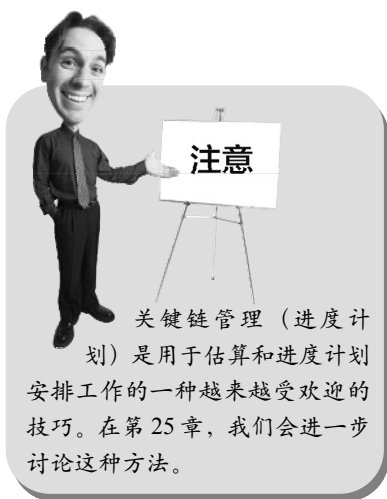 注意
关键链管理（进度计
划）是用于估算和进度计划
安排工作的一种越来越受欢迎的
技巧。在第 25 章，我们会进一步
讨论这种方法。